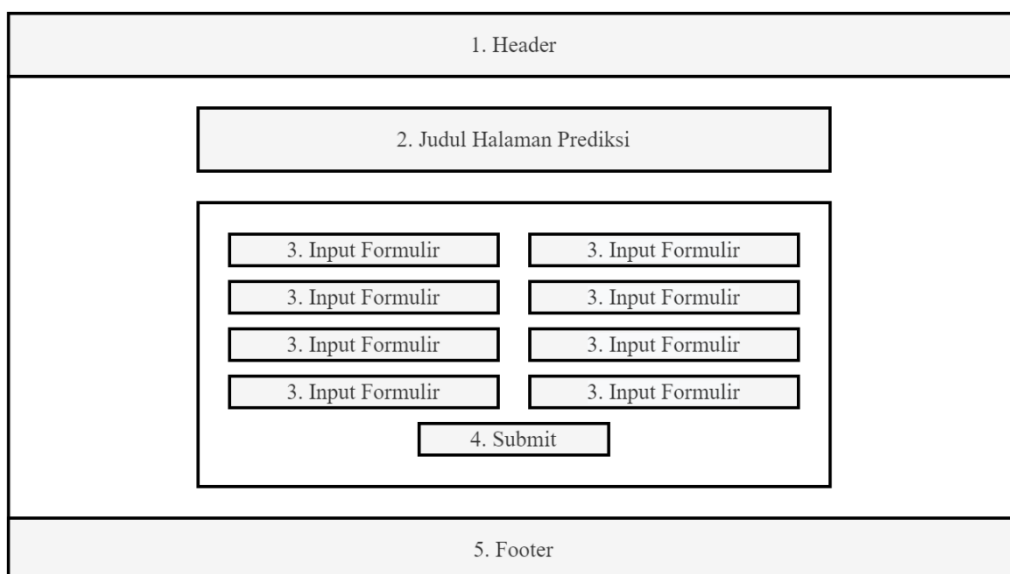 1. Header
2. Judul Halaman Prediksi
3. Input Formulir
3. Input Formulir
3. Input Formulir
3. Input Formulir
3. Input Formulir
3. Input Formulir
3. Input Formulir
3. Input Formulir
4. Submit
5. Footer